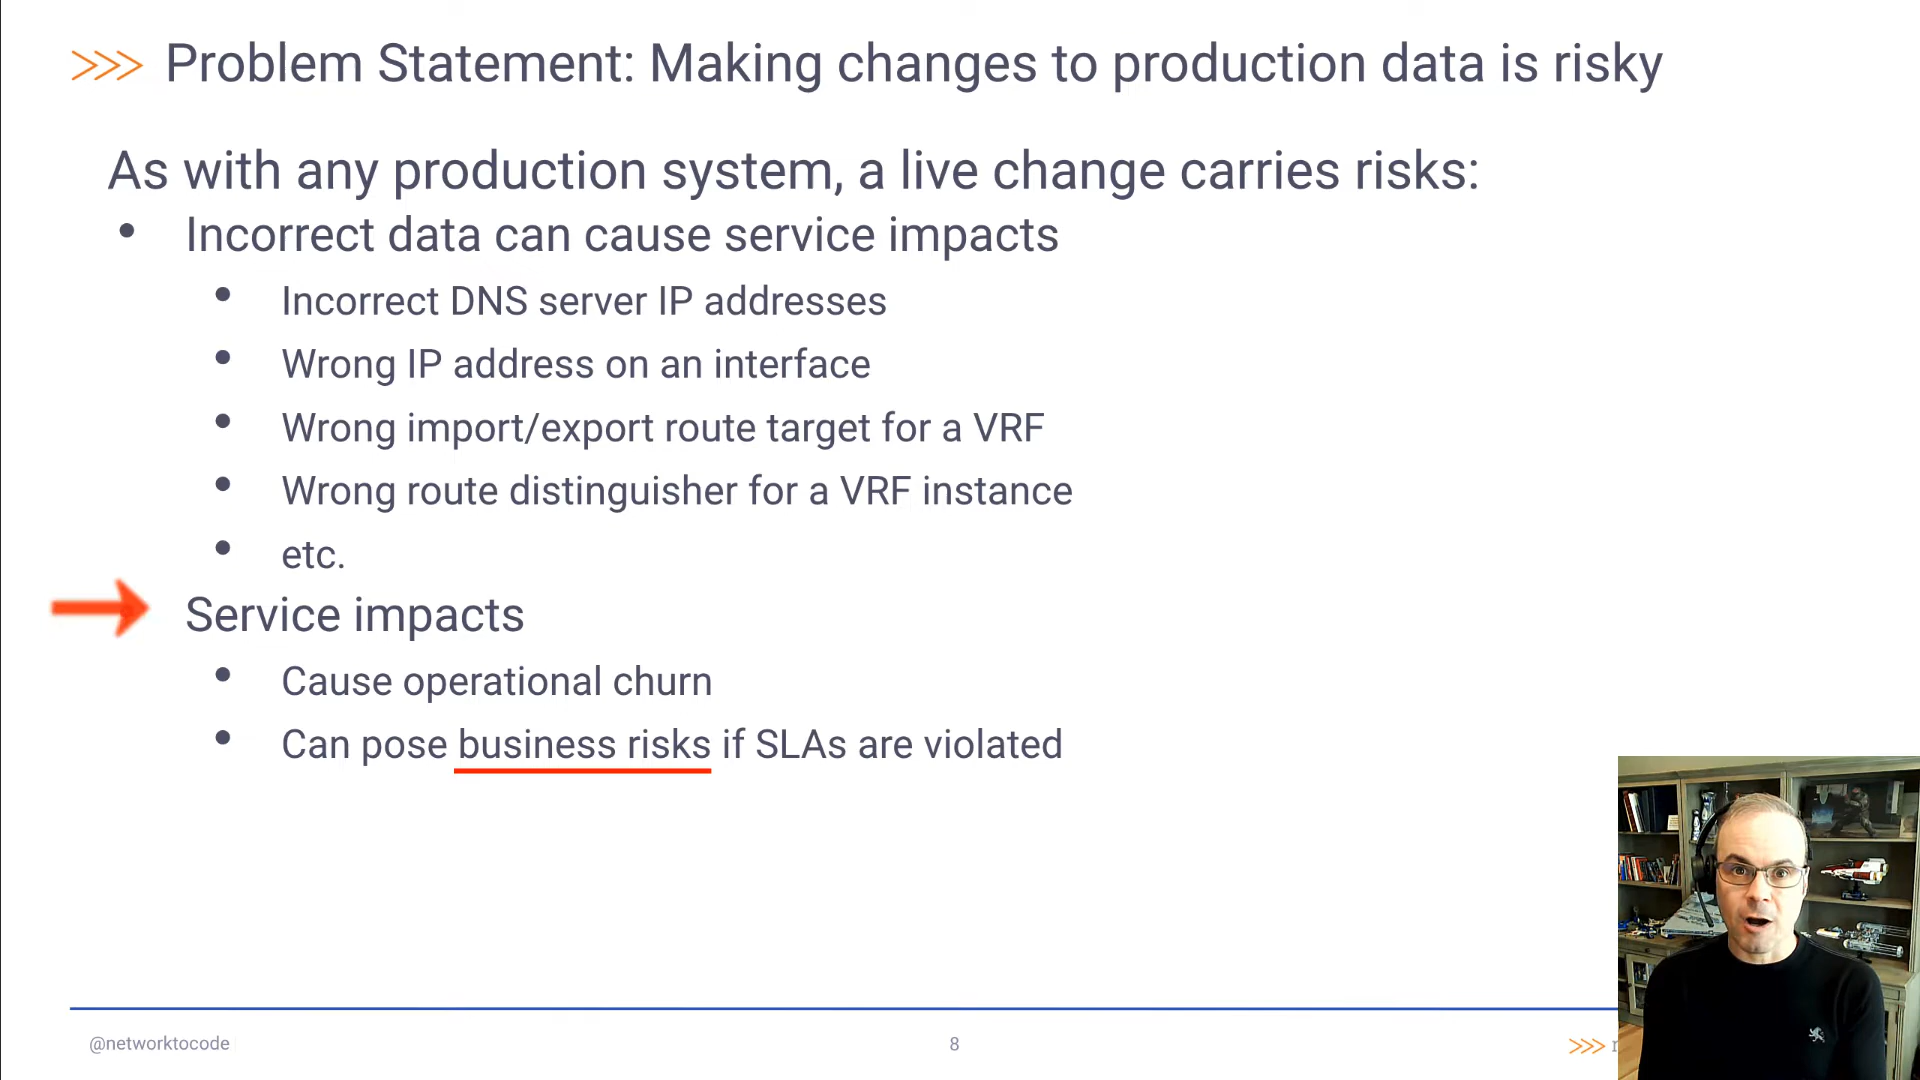 >>> Problem Statement: Making changes to production data is risky
As with any production system, a live change carries risks:
• Incorrect data can cause service impacts
• Incorrect DNS server IP addresses
• Wrong IP address on an interface
• Wrong import/export route target for a VRF
• Wrong route distinguisher for a VRF instance
• etc.
Service impacts
• Cause operational churn
• Can pose business risks if SLAs are violated
@networktocode
8
>>>